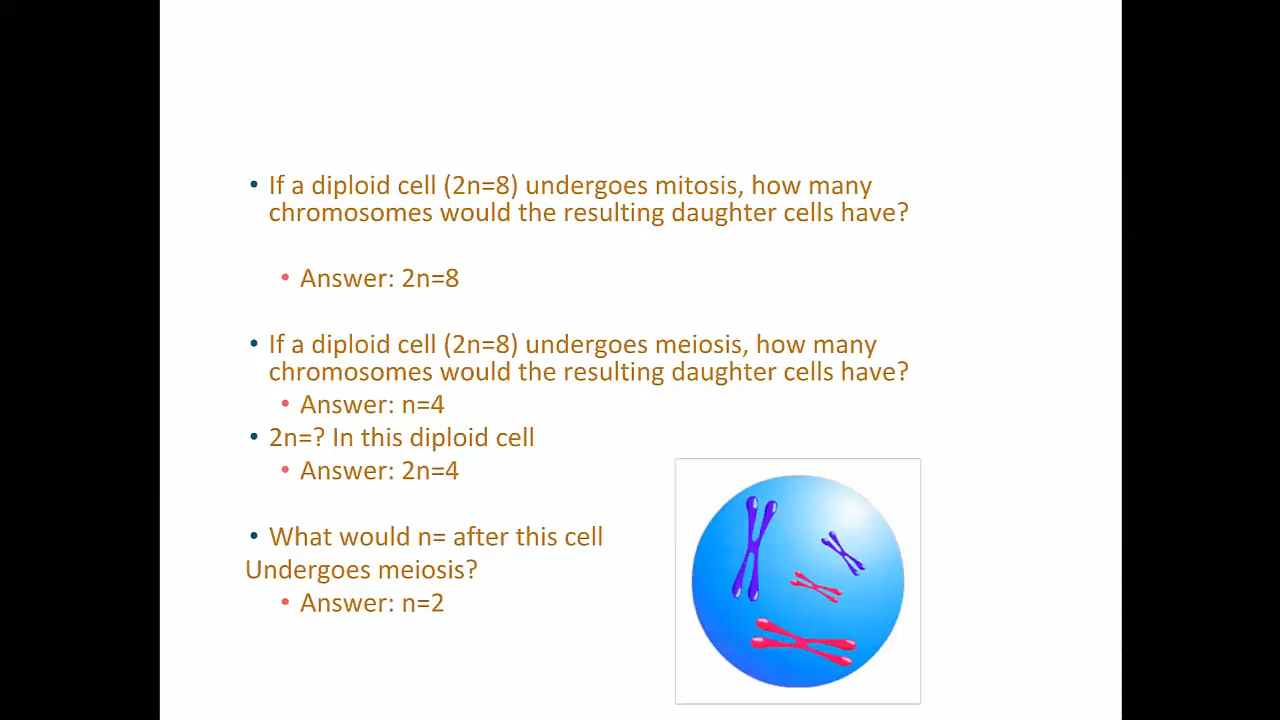 • If a diploid cell (2n=8) undergoes mitosis, how many
chromosomes would the resulting daughter cells have?
• Answer: 2n=8
• If a diploid cell (2n=8) undergoes meiosis, how many
chromosomes would the resulting daughter cells have?
• Answer: n=4
• 2n=? In this diploid cell
• Answer: 2n=4
• What would n= after this cell
Undergoes meiosis?
• Answer: n=2